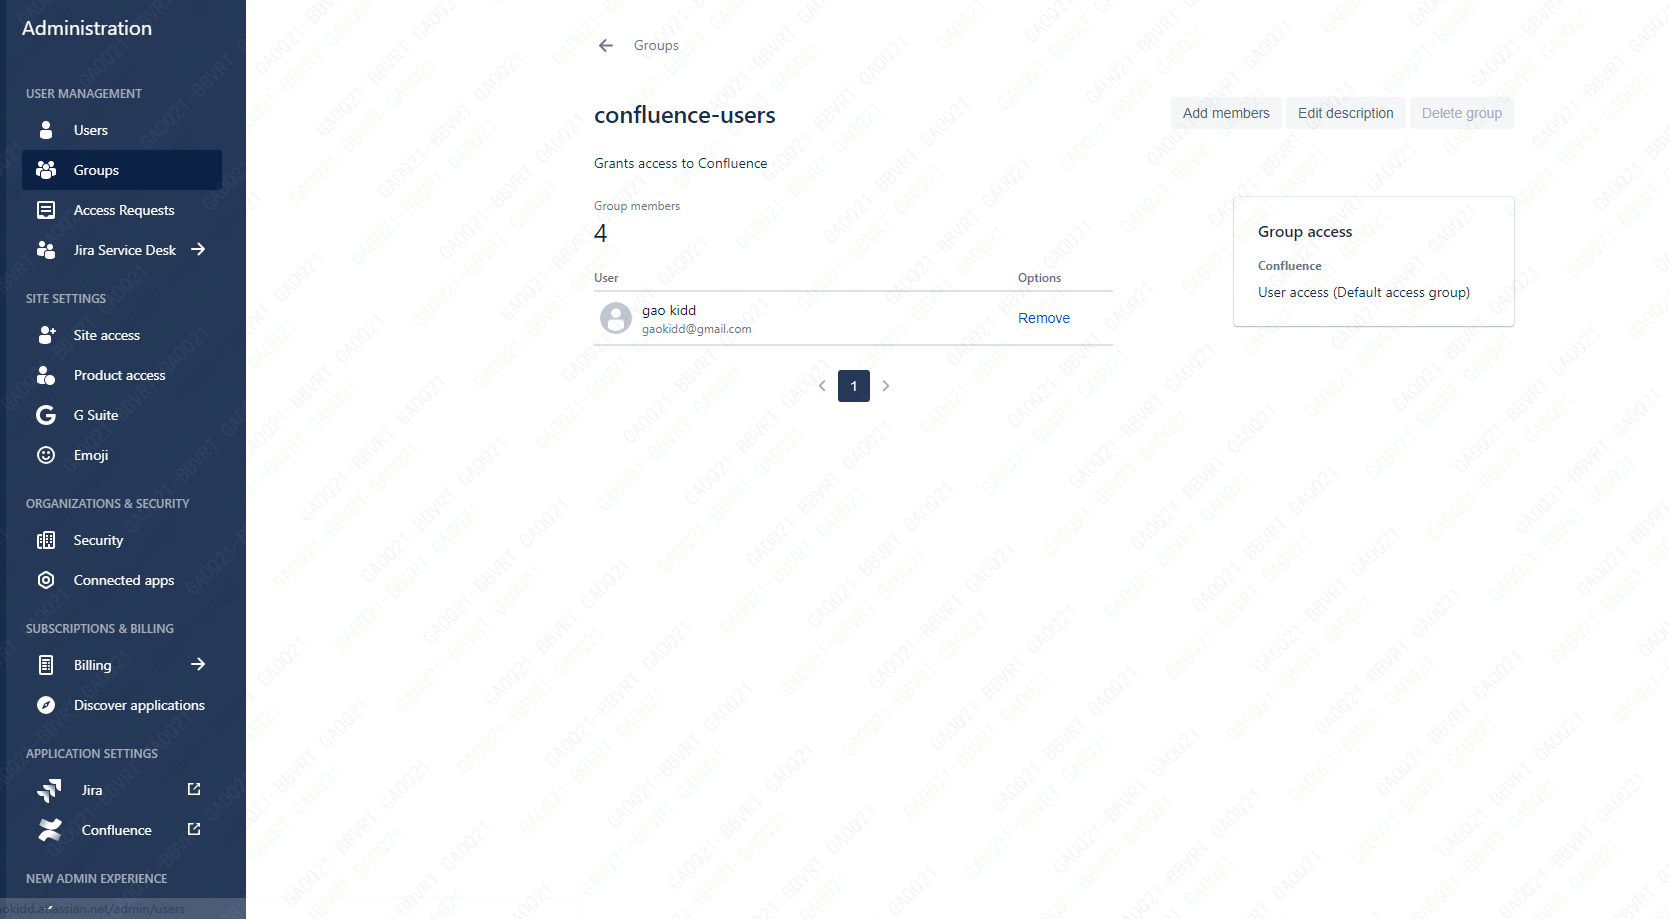 Administration
USER MANAGEMENT
Users
Groups
Access Requests
Jira Service Desk
SITE SETTINGS
Site access
Product access
G Suite
Emoji
ORGANIZATIONS & SECURITY
Security
Connected apps
SUBSCRIPTIONS & BILLING
Billing
Discover applications
APPLICATION SETTINGS
Jira
Confluence
NEW ADMIN EXPERIENCE
okidd.atlassian.net/admin/users
Groups
confluence-users
Add members
Edit description
Delete group
Grants access to Confluence
Group members
4
User
Options
gao kidd
gaokidd@gmail.com
Remove
1
Group access
Confluence
User access (Default access group)
GAOQ21-BBVRT